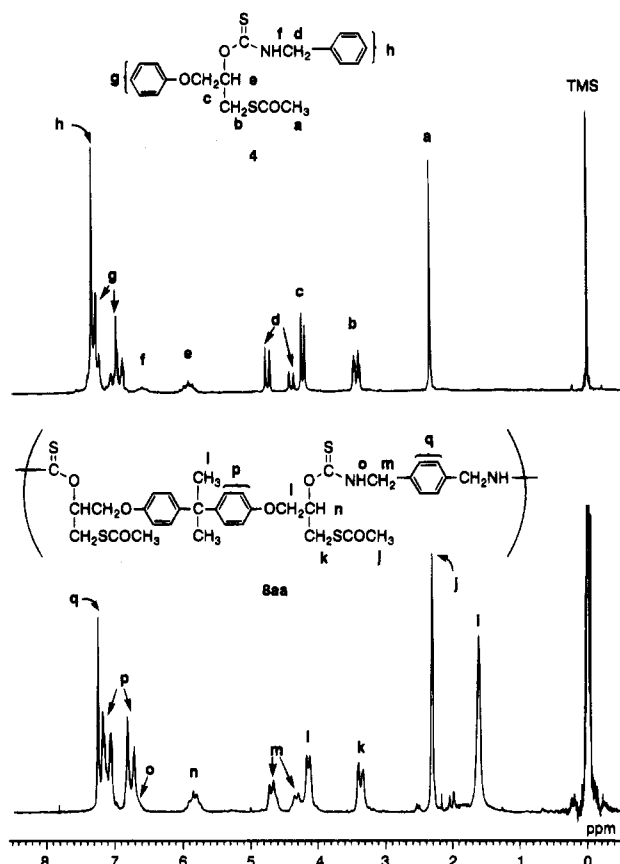 S
C
f d
NHCH₂
h
O
g
OCH₂CH e
c
CH₂SCOCH₃
b a
4
TMS
h
a
g
c
d
b
f
e
S
C
O
OCH₂CH
CH₂SCOCH₃
l
CH₃
p
CH₃
S
C
o m
NHCH₂
q
CH₂NH
O
l
OCH₂CH
n
CH₂SCOCH₃
k j
8aa
q
j
l
p
m
l
k
o
n
ppm
8 7 6 5 4 3 2 1 0